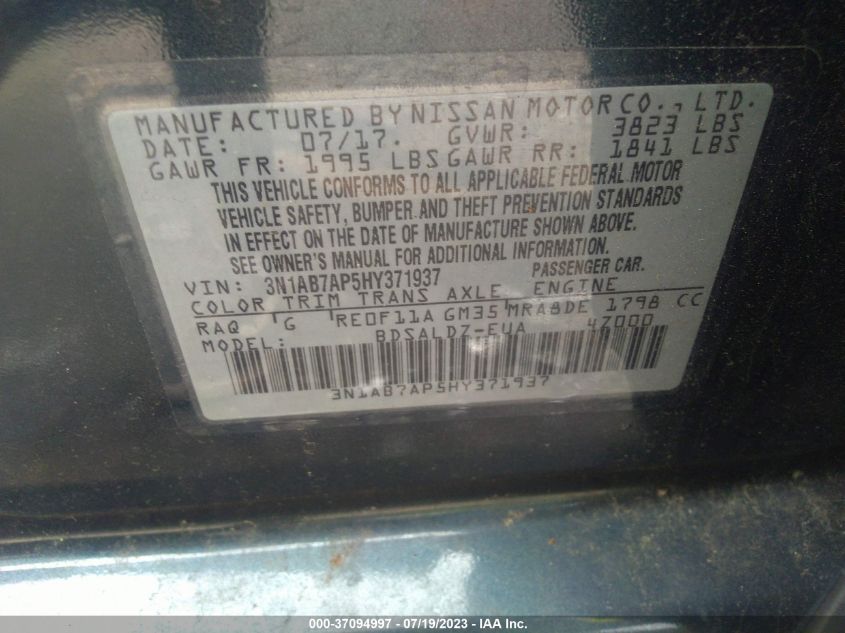 MANUFACTURED BY NISSAN MOTOR CO., LTD.
DATE: 07/17. GVWR: 3823 LBS
GAWR FR: 1995 LBS GAWR RR: 1841 LBS
THIS VEHICLE CONFORMS TO ALL APPLICABLE FEDERAL MOTOR
VEHICLE SAFETY, BUMPER AND THEFT PREVENTION STANDARDS
IN EFFECT ON THE DATE OF MANUFACTURE SHOWN ABOVE.
SEE OWNER'S MANUAL FOR ADDITIONAL INFORMATION.
VIN: 3N1AB7AP5HY371937 PASSENGER CAR.
COLOR TRIM TRANS AXLE ENGINE
RAQ G RE0F11A GM35 MRA8DE 1798 CC
MODEL: BDSALDZ-EUA 4Z000
3N1AB7AP5HY371937
000-37094997 - 07/19/2023 - IAA Inc.